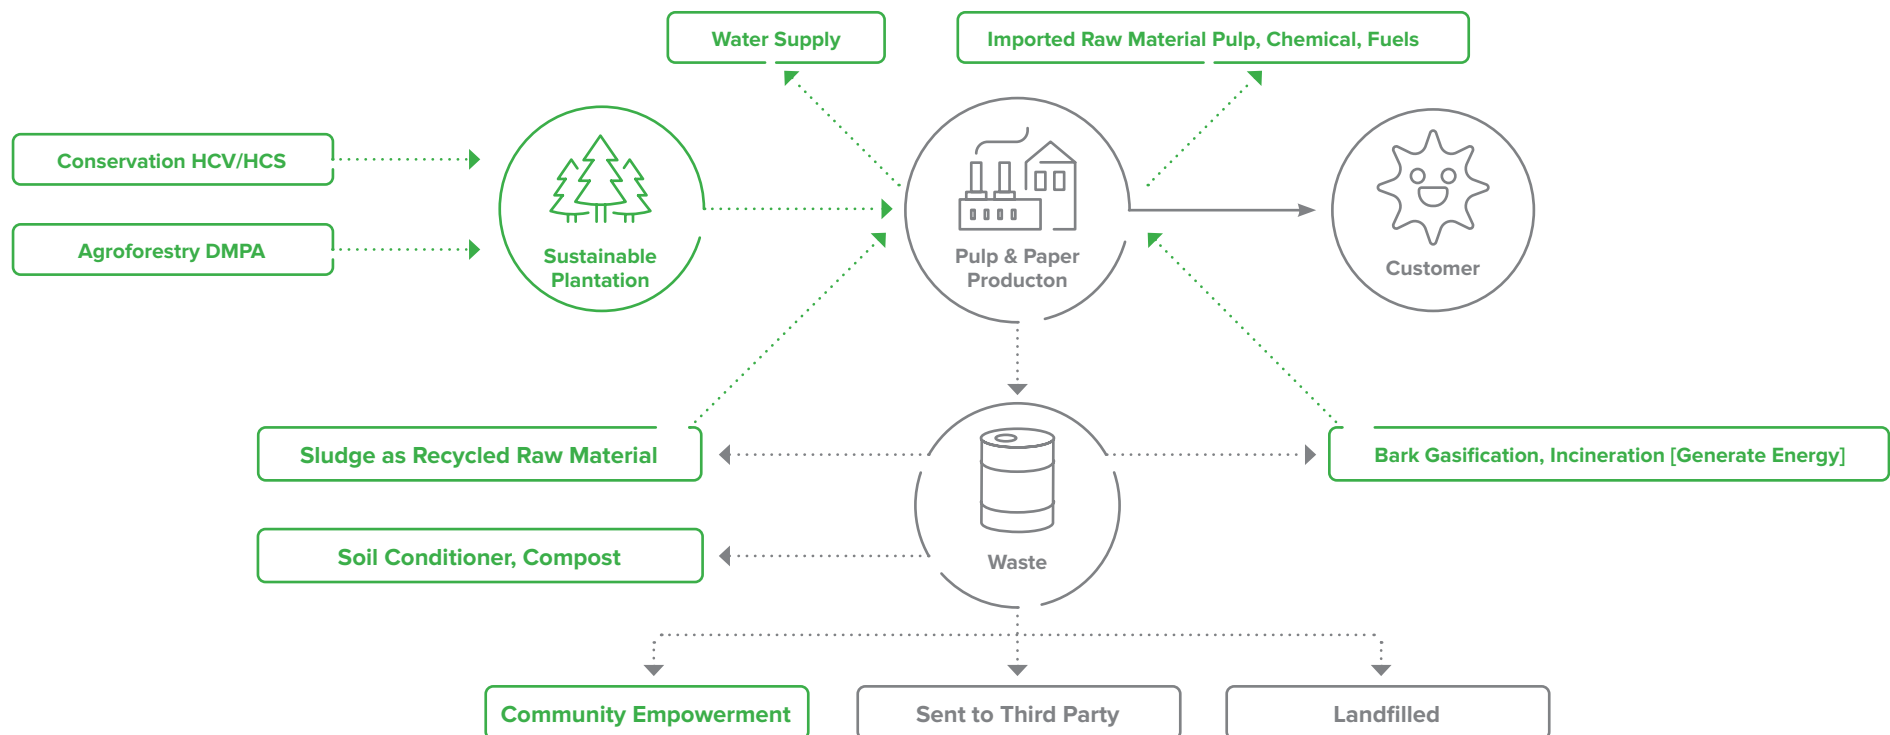 Water Supply
Imported Raw Material Pulp, Chemical, Fuels
Conservation HCV/HCS
Agroforestry DMPA
Sustainable
Plantation
Pulp & Paper
Producton
Customer
Sludge as Recycled Raw Material
Bark Gasification, Incineration [Generate Energy]
Soil Conditioner, Compost
Waste
Community Empowerment
Sent to Third Party
Landfilled